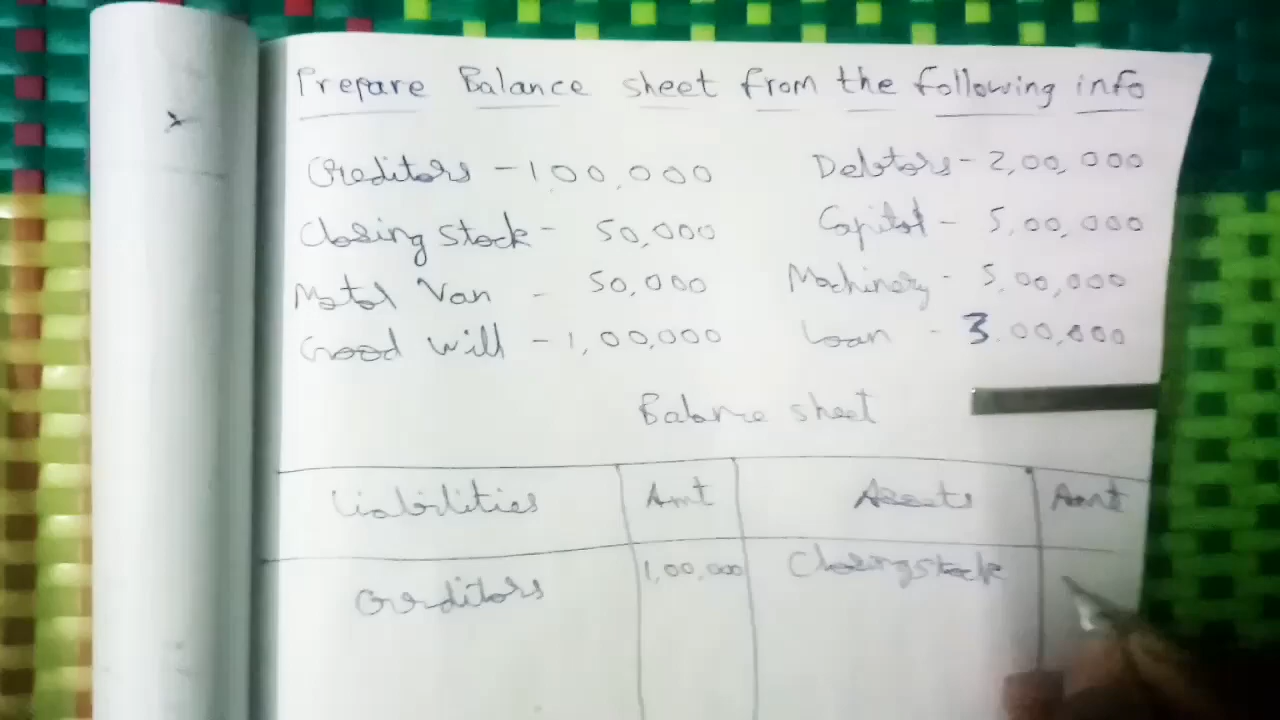 Prepare Balance sheet from the following info
Creditors - 1,00,000 Debtors - 2,00,000
Closing stock - 50,000 Capital - 5,00,000
Motor Van - 50,000 Machinery - 5,00,000
Good Will - 1,00,000 Loan - 3,00,000
Balance sheet
Liabilities Amt Assets Amt
Creditors 1,00,000 Closing stock